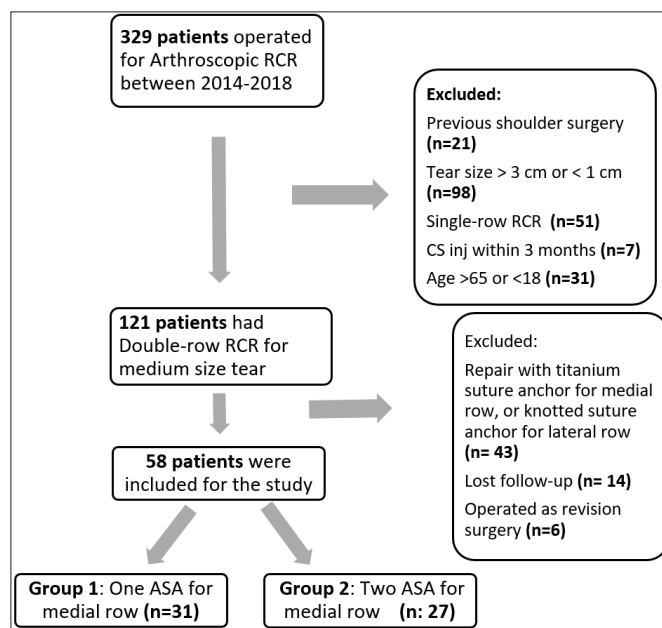 329 patients operated
for Arthroscopic RCR
between 2014-2018
Excluded:
Previous shoulder surgery
(n=21)
Tear size > 3 cm or < 1 cm
(n=98)
Single-row RCR (n=51)
CS inj within 3 months (n=7)
Age >65 or <18 (n=31)
121 patients had
Double-row RCR for
medium size tear
Excluded:
Repair with titanium
suture anchor for medial
row, or knotted suture
anchor for lateral row
(n= 43)
Lost follow-up (n= 14)
Operated as revision
surgery (n=6)
58 patients were
included for the study
Group 1: One ASA for
medial row (n=31)
Group 2: Two ASA for
medial row (n: 27)